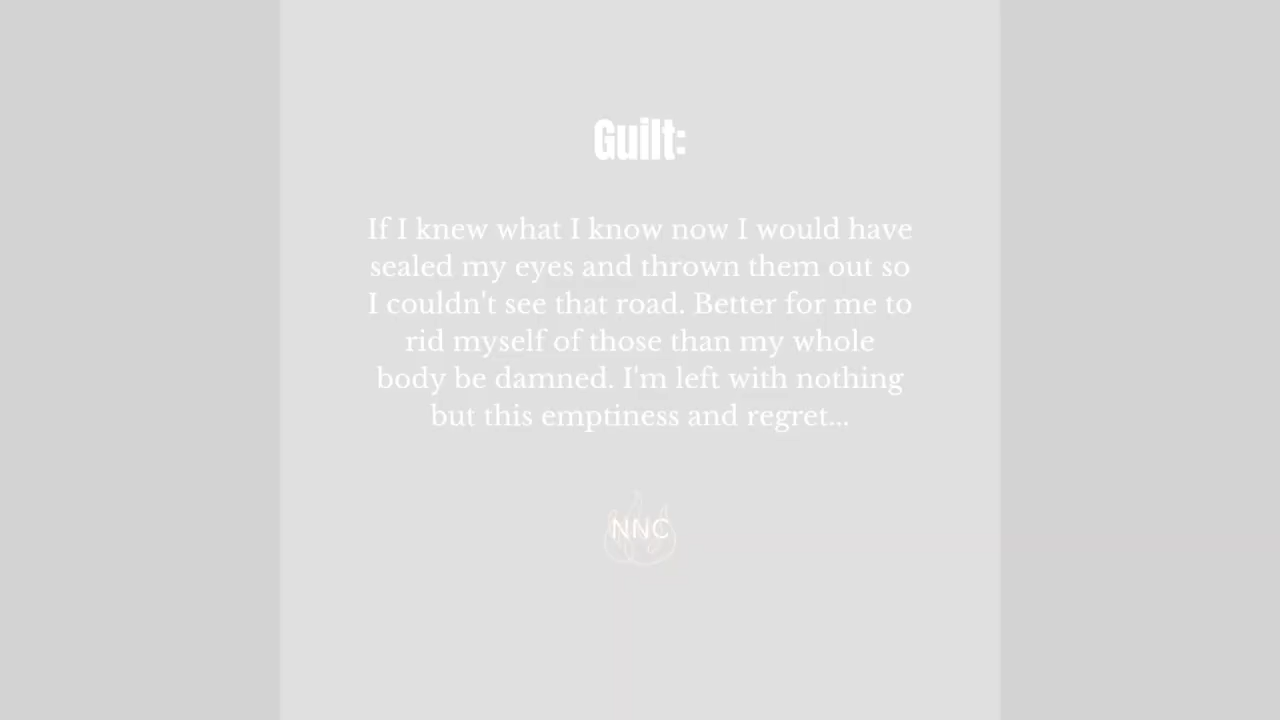 Guilt:
If I knew what I know now I would have
sealed my eyes and thrown them out so
I couldn't see that road. Better for me to
rid myself of those than my whole
body be damned. I'm left with nothing
but this emptiness and regret...
NNC